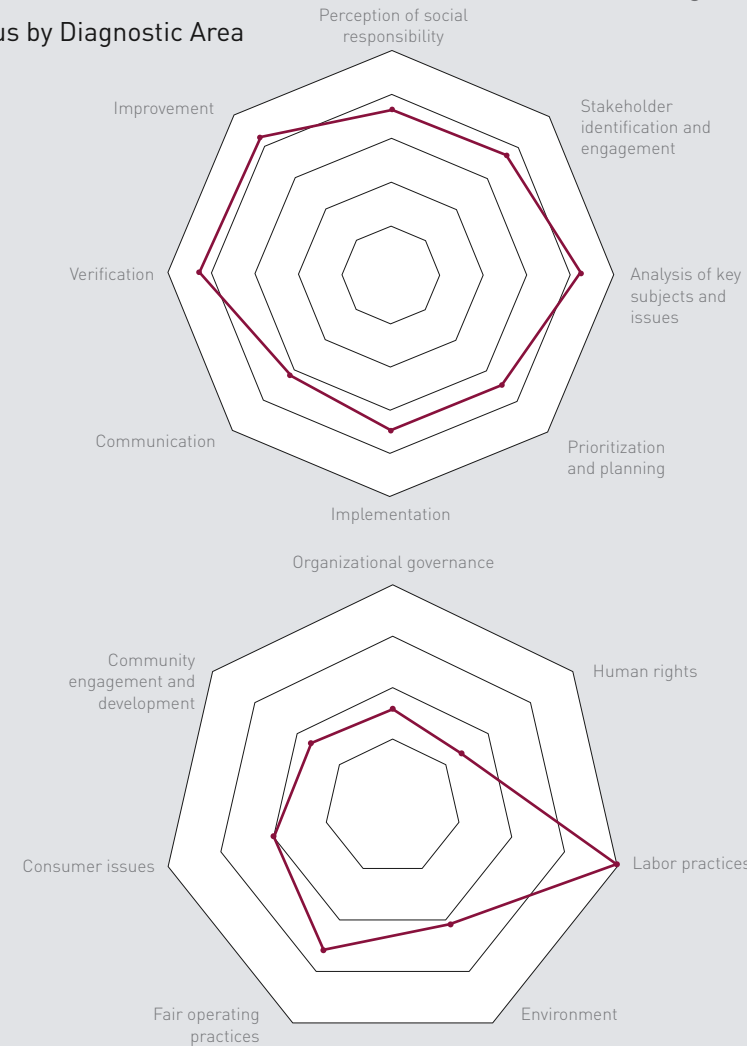 by Diagnostic Area
Perception of social
responsibility
Improvement
Stakeholder
identification and
engagement
Verification
Analysis of key
subjects and
issues
Communication
Prioritization
and planning
Implementation
Organizational governance
Community
engagement and
development
Human rights
Consumer issues
Labor practices
Fair operating
practices
Environment